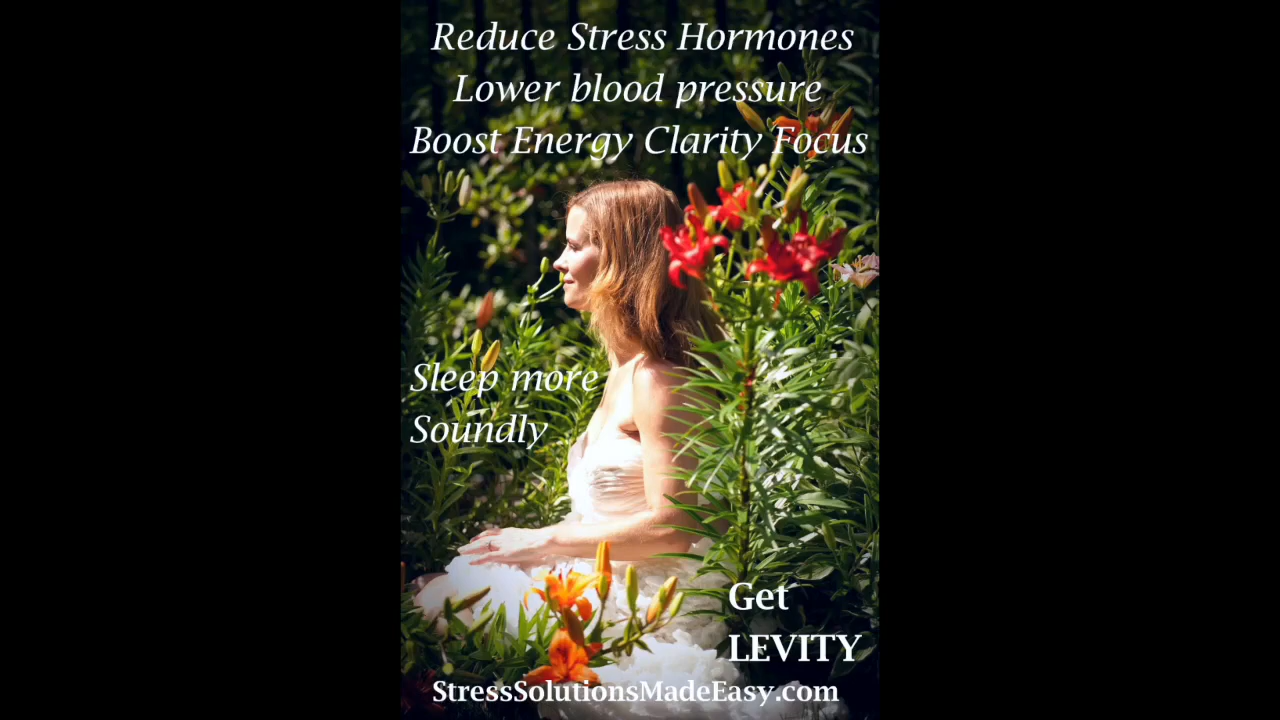 Reduce Stress Hormones
Lower blood pressure
Boost Energy Clarity Focus
Sleep more
Soundly
Get
LEVITY
StressSolutionsMadeEasy.com